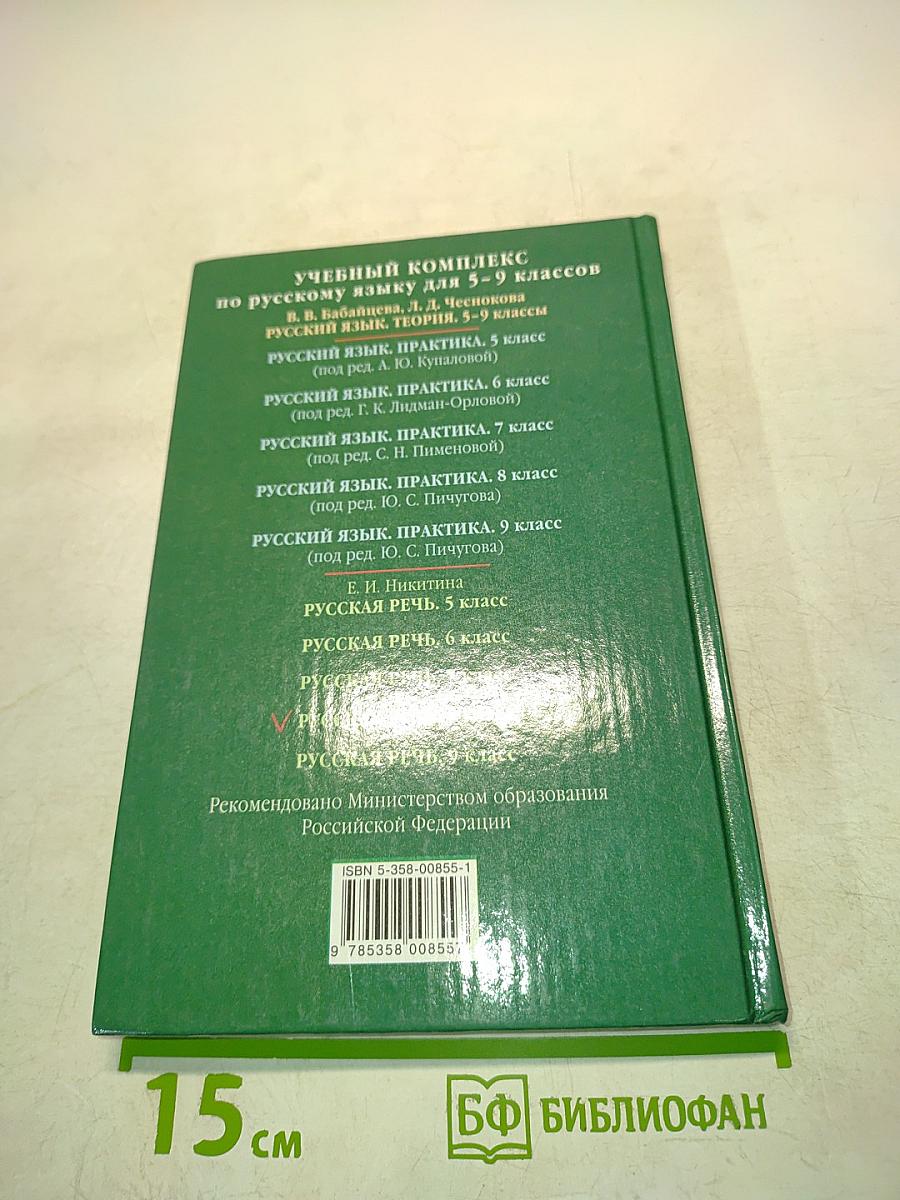 УЧЕБНЫЙ КОМПЛЕКС
по русскому языку для 5–9 классов
В. В. Бабайцева, Л. Д. Чеснокова
РУССКИЙ ЯЗЫК. ТЕОРИЯ. 5–9 классы
РУССКИЙ ЯЗЫК. ПРАКТИКА. 5 класс
(под ред. А. Ю. Купаловой)
РУССКИЙ ЯЗЫК. ПРАКТИКА. 6 класс
(под ред. Г. К. Лидман-Орловой)
РУССКИЙ ЯЗЫК. ПРАКТИКА. 7 класс
(под ред. С. Н. Пименовой)
РУССКИЙ ЯЗЫК. ПРАКТИКА. 8 класс
(под ред. Ю. С. Пичугова)
РУССКИЙ ЯЗЫК. ПРАКТИКА. 9 класс
(под ред. Ю. С. Пичугова)
Е. И. Никитина
РУССКАЯ РЕЧЬ. 5 класс
РУССКАЯ РЕЧЬ. 6 класс
РУССКАЯ РЕЧЬ. 9 класс
Рекомендовано Министерством образования
Российской Федерации
ISBN 5-358-00855-1
9 785358 008557
15 см
БФ БИБЛИОФАН